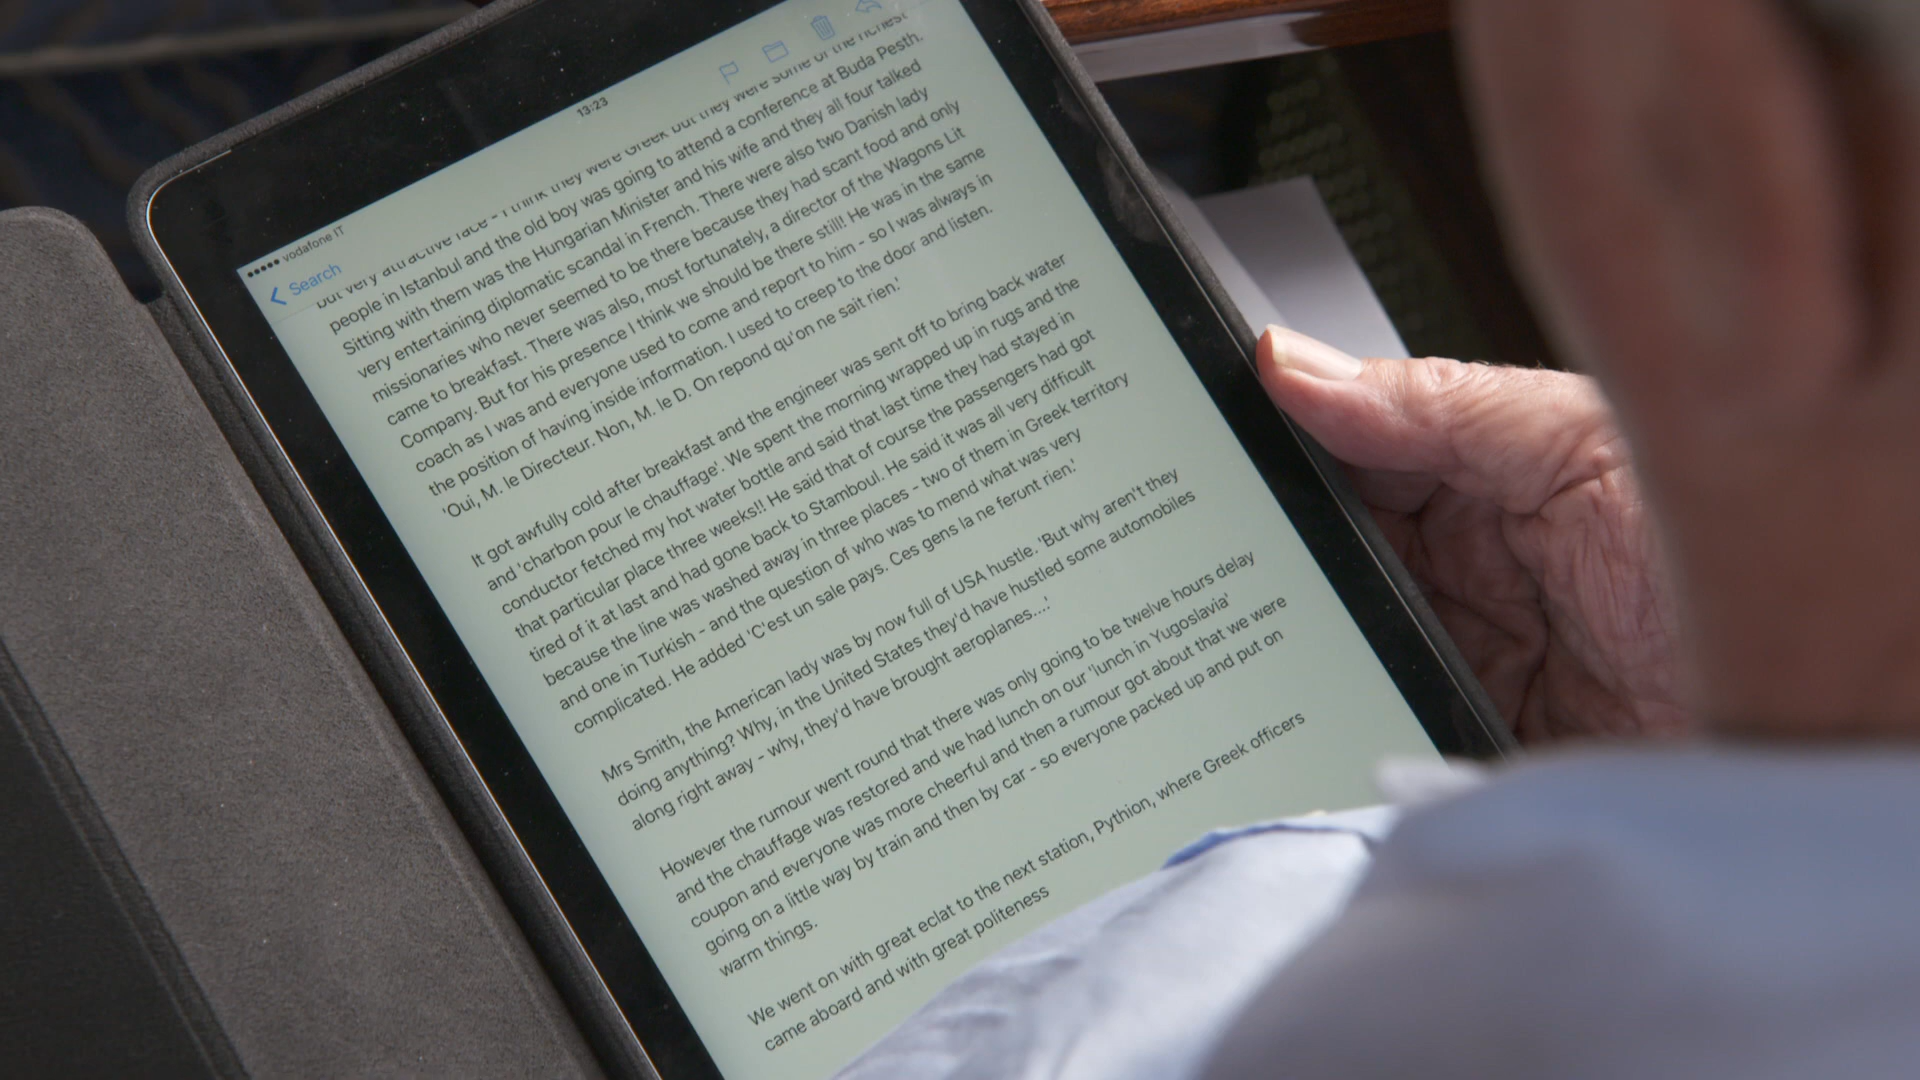 vodafone IT
13:23
Search
but very attractive face - I think they were Greek but they were some of the richest
people in Istanbul and the old boy was going to attend a conference at Buda Pesth.
Sitting with them was the Hungarian Minister and his wife and they all four talked
very entertaining diplomatic scandal in French. There were also two Danish lady
missionaries who never seemed to be there because they had scant food and only
came to breakfast. There was also, most fortunately, a director of the Wagons Lit
Company. But for his presence I think we should be there still! He was in the same
coach as I was and everyone used to come and report to him - so I was always in
the position of having inside information. I used to creep to the door and listen.
'Oui, M. le Directeur. Non, M. le D. On repond qu'on ne sait rien:'
It got awfully cold after breakfast and the engineer was sent off to bring back water
and 'charbon pour le chauffage'. We spent the morning wrapped up in rugs and the
conductor fetched my hot water bottle and said that last time they had stayed in
that particular place three weeks!! He said that of course the passengers had got
tired of it at last and had gone back to Stamboul. He said it was all very difficult
because the line was washed away in three places - two of them in Greek territory
and one in Turkish - and the question of who was to mend what was very
complicated. He added 'C'est un sale pays. Ces gens la ne ferunt rien.'
Mrs Smith, the American lady was by now full of USA hustle. 'But why aren't they
doing anything? Why, in the United States they'd have hustled some automobiles
along right away - why, they'd have brought aeroplanes....'
However the rumour went round that there was only going to be twelve hours delay
and the chauffage was restored and we had lunch on our 'lunch in Yugoslavia'
coupon and everyone was more cheerful and then a rumour got about that we were
going on a little way by train and then by car - so everyone packed up and put on
warm things.
We went on with great eclat to the next station, Pythion, where Greek officers
came aboard and with great politeness